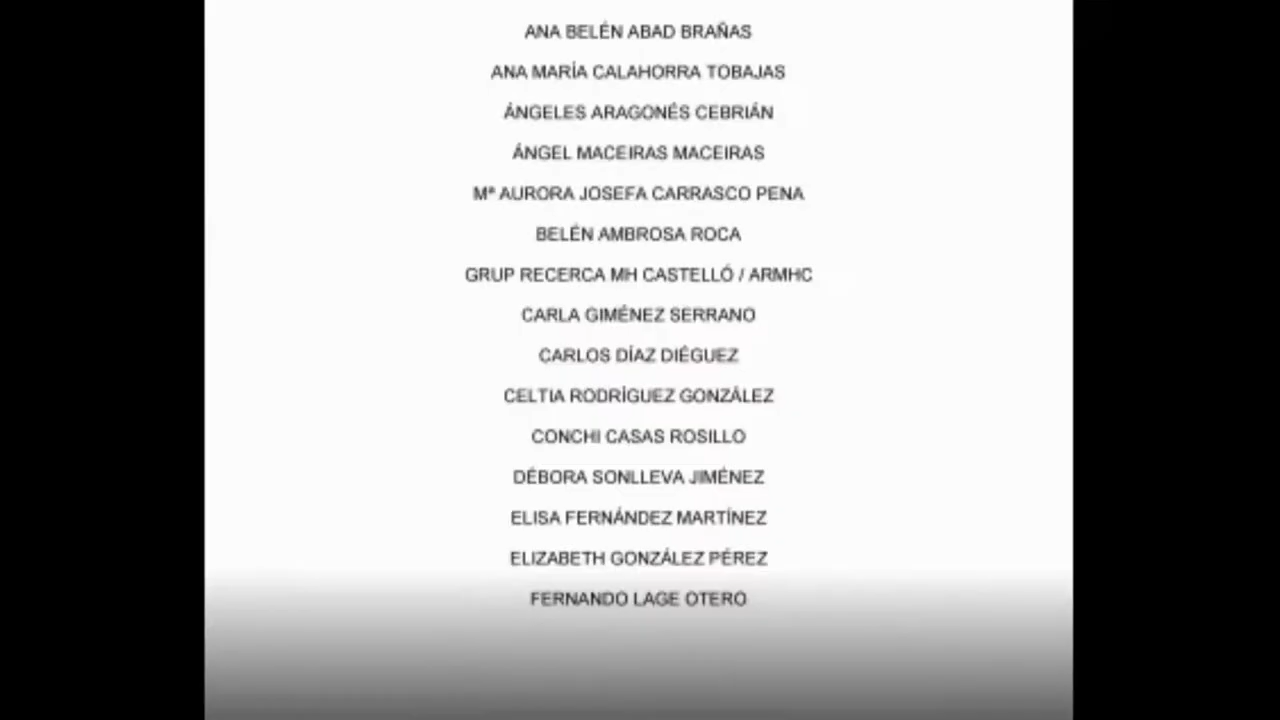 ANA BELÉN ABAD BRAÑAS
ANA MARÍA CALAHORRA TOBAJAS
ÁNGELES ARAGONÉS CEBRIÁN
ÁNGEL MACEIRAS MACEIRAS
Mª AURORA JOSEFA CARRASCO PENA
BELÉN AMBROSA ROCA
GRUP RECERCA MH CASTELLÓ / ARMHC
CARLA GIMÉNEZ SERRANO
CARLOS DÍAZ DIÉGUEZ
CELTIA RODRÍGUEZ GONZÁLEZ
CONCHI CASAS ROSILLO
DÉBORA SONLLEVA JIMÉNEZ
ELISA FERNÁNDEZ MARTÍNEZ
ELIZABETH GONZÁLEZ PÉREZ
FERNANDO LAGE OTERO